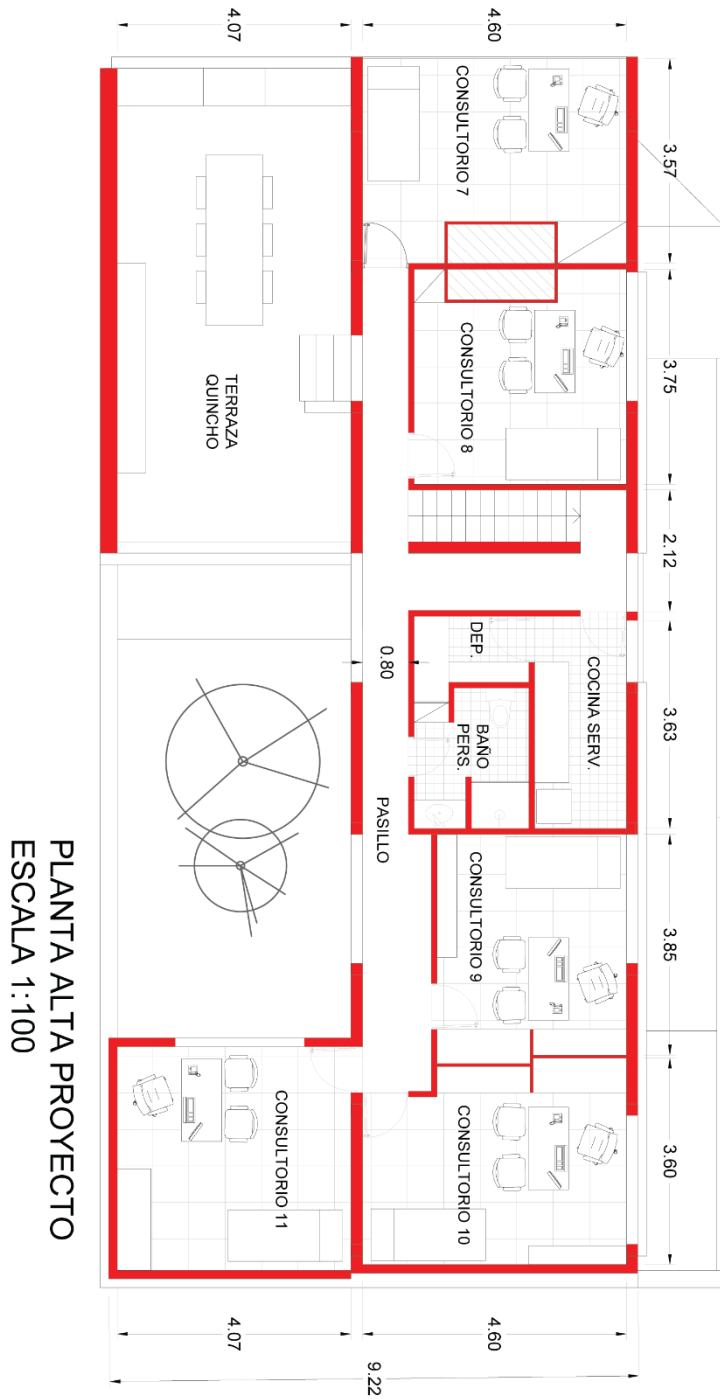 4.07
4.60
CONSULTORIO 7
3.57
CONSULTORIO 8
3.75
TERRAZA
QUINCHO
2.12
DEP.
COCINA SERV.
0.80
BAÑO
PERS.
3.63
PASILLO
CONSULTORIO 9
3.85
CONSULTORIO 11
CONSULTORIO 10
3.60
4.07
4.60
9.22
PLANTA ALTA PROYECTO
ESCALA 1:100